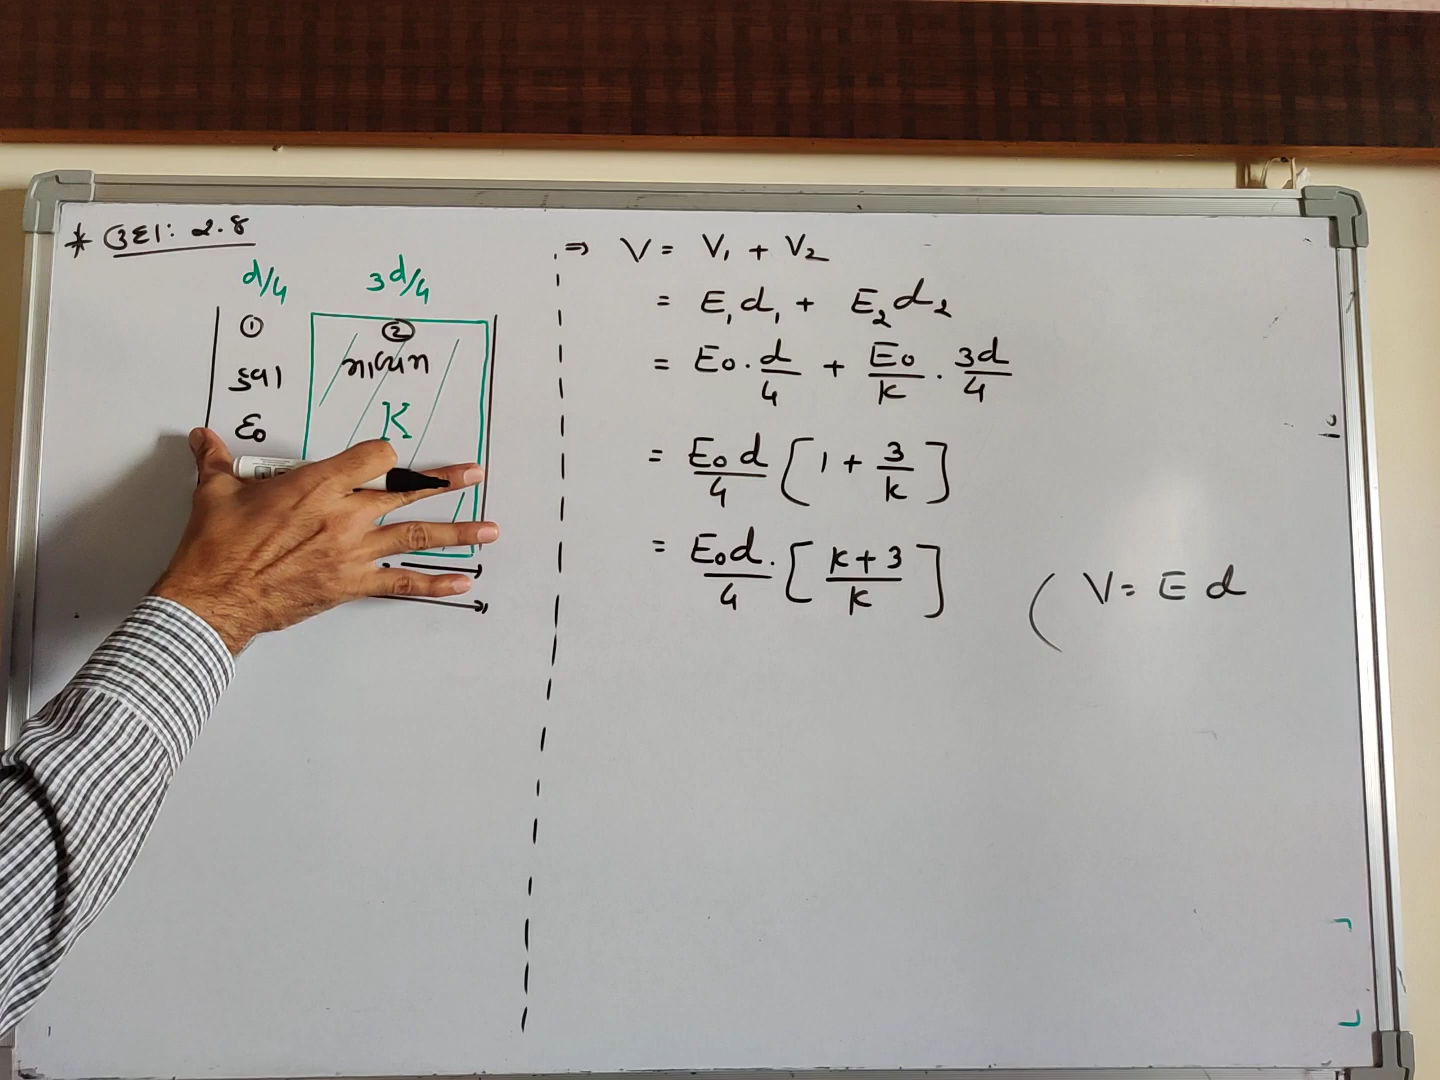 * ઉદા: 2.8
d/4 3d/4
① ②
હવા માધ્યમ
ε₀ K
⇒ V = V₁ + V₂
= E₁d₁ + E₂d₂
= E₀ · d/4 + E₀/k · 3d/4
= E₀d/4 [1 + 3/k]
= E₀d/4 · [k+3/k]
( V = E d